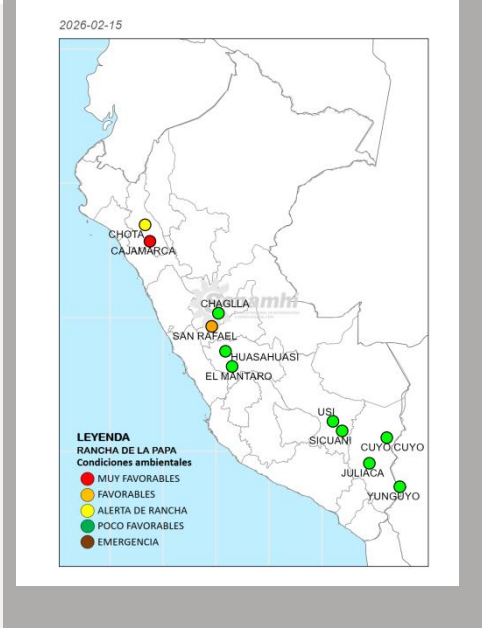 2026-02-15
CHOTA
CAJAMARCA
CHAGLLA
SAN RAFAEL
HUASAHUASI
EL MANTARO
USI
SICUANI
CUYO CUYO
JULIACA
YUNGUYO
LEYENDA
RANCHA DE LA PAPA
Condiciones ambientales
MUY FAVORABLES
FAVORABLES
ALERTA DE RANCHA
POCO FAVORABLES
EMERGENCIA